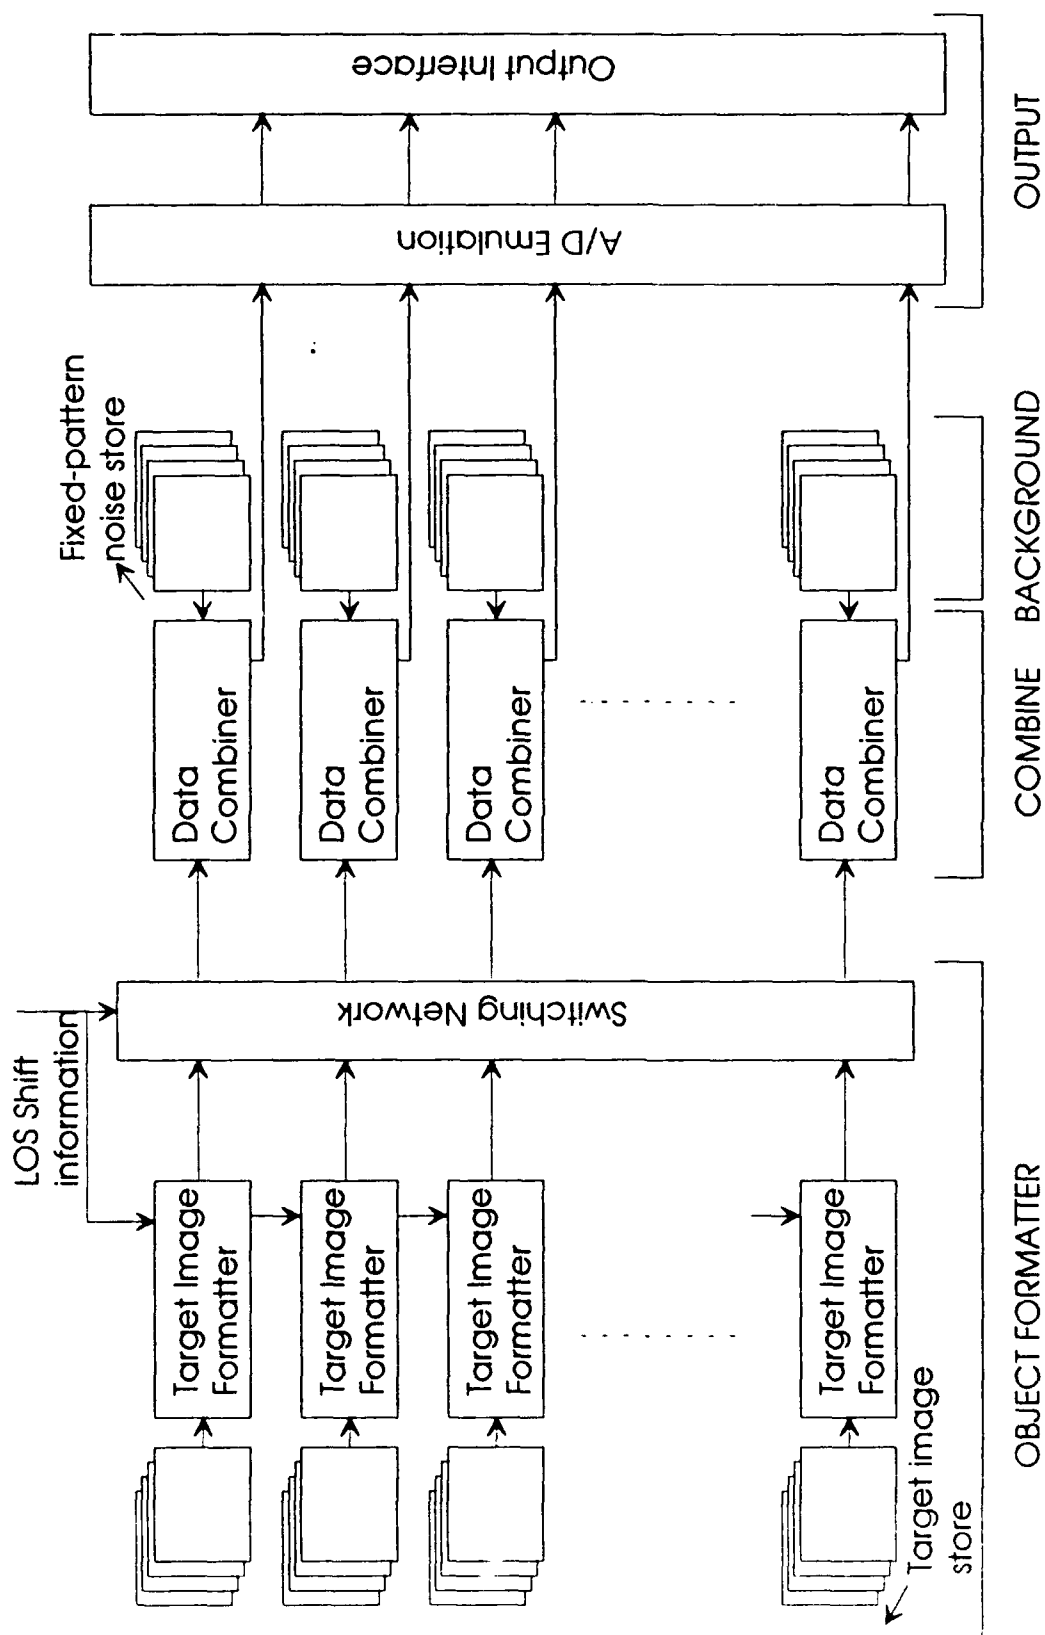 LOS Shift
information
Fixed-pattern
noise store
Target Image
Formatter
Target Image
Formatter
Target Image
Formatter
Target Image
Formatter
Switching Network
Data
Combiner
Data
Combiner
Data
Combiner
Data
Combiner
A/D Emulation
Output Interface
Target image
store
OBJECT FORMATTER
COMBINE
BACKGROUND
OUTPUT